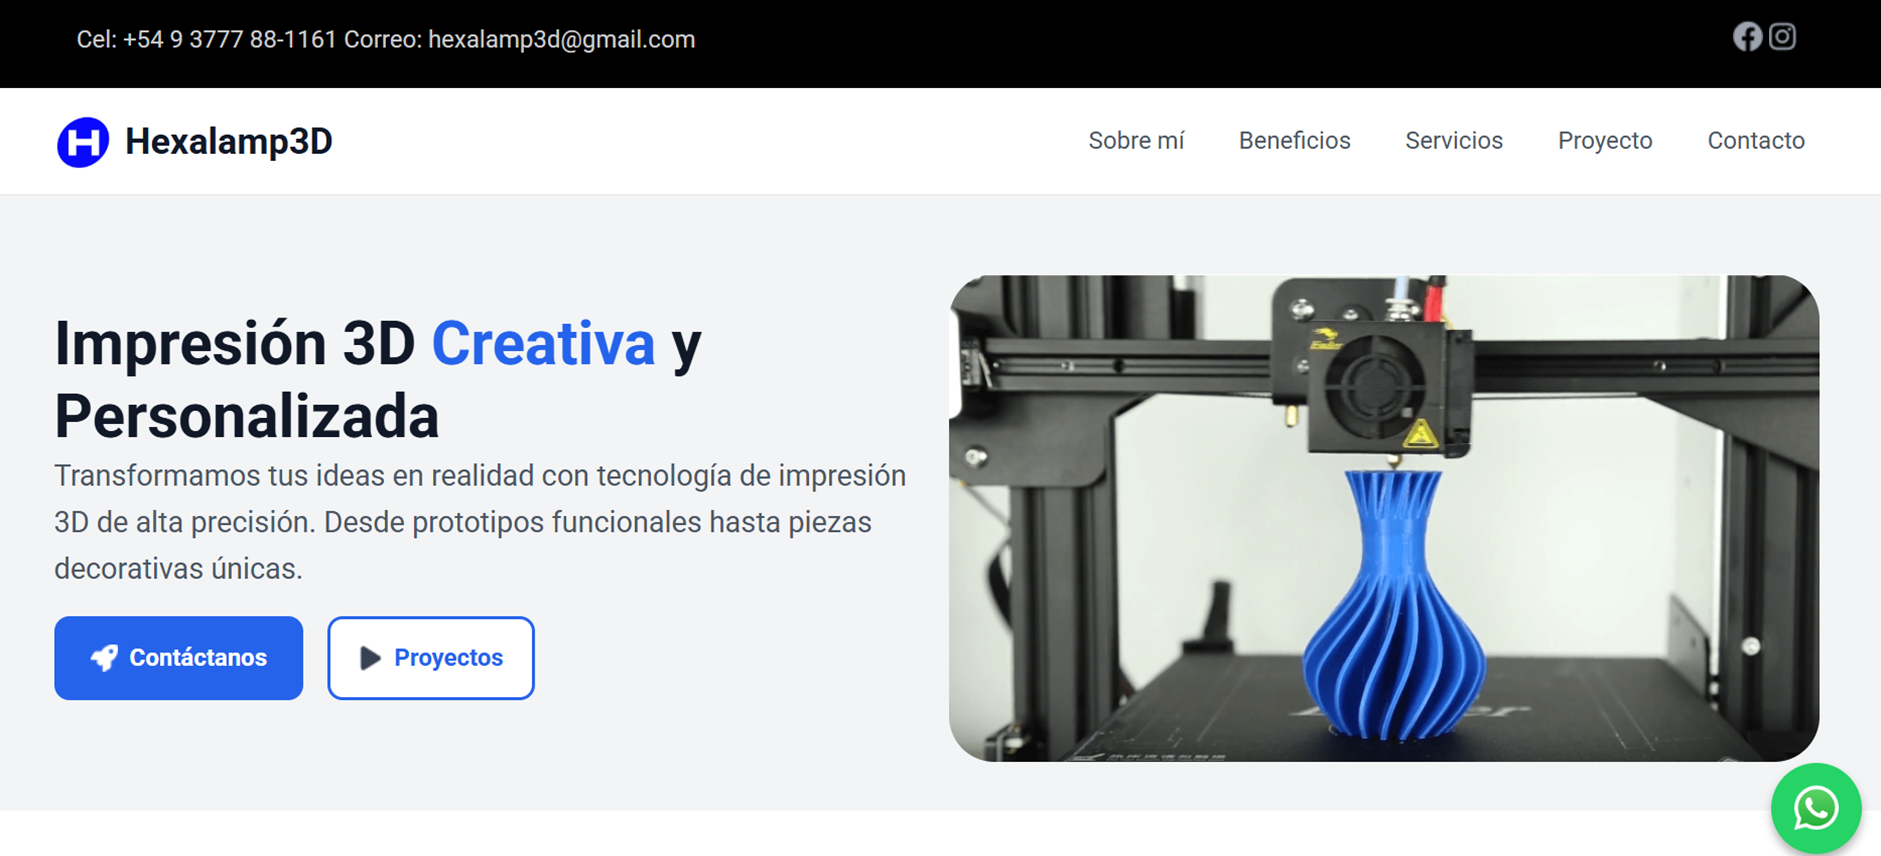 Cel: +54 9 3777 88-1161 Correo: hexalamp3d@gmail.com
H Hexalamp3D
Sobre mí Beneficios Servicios Proyecto Contacto
Impresión 3D Creativa y
Personalizada
Transformamos tus ideas en realidad con tecnología de impresión
3D de alta precisión. Desde prototipos funcionales hasta piezas
decorativas únicas.
Contáctanos
Proyectos